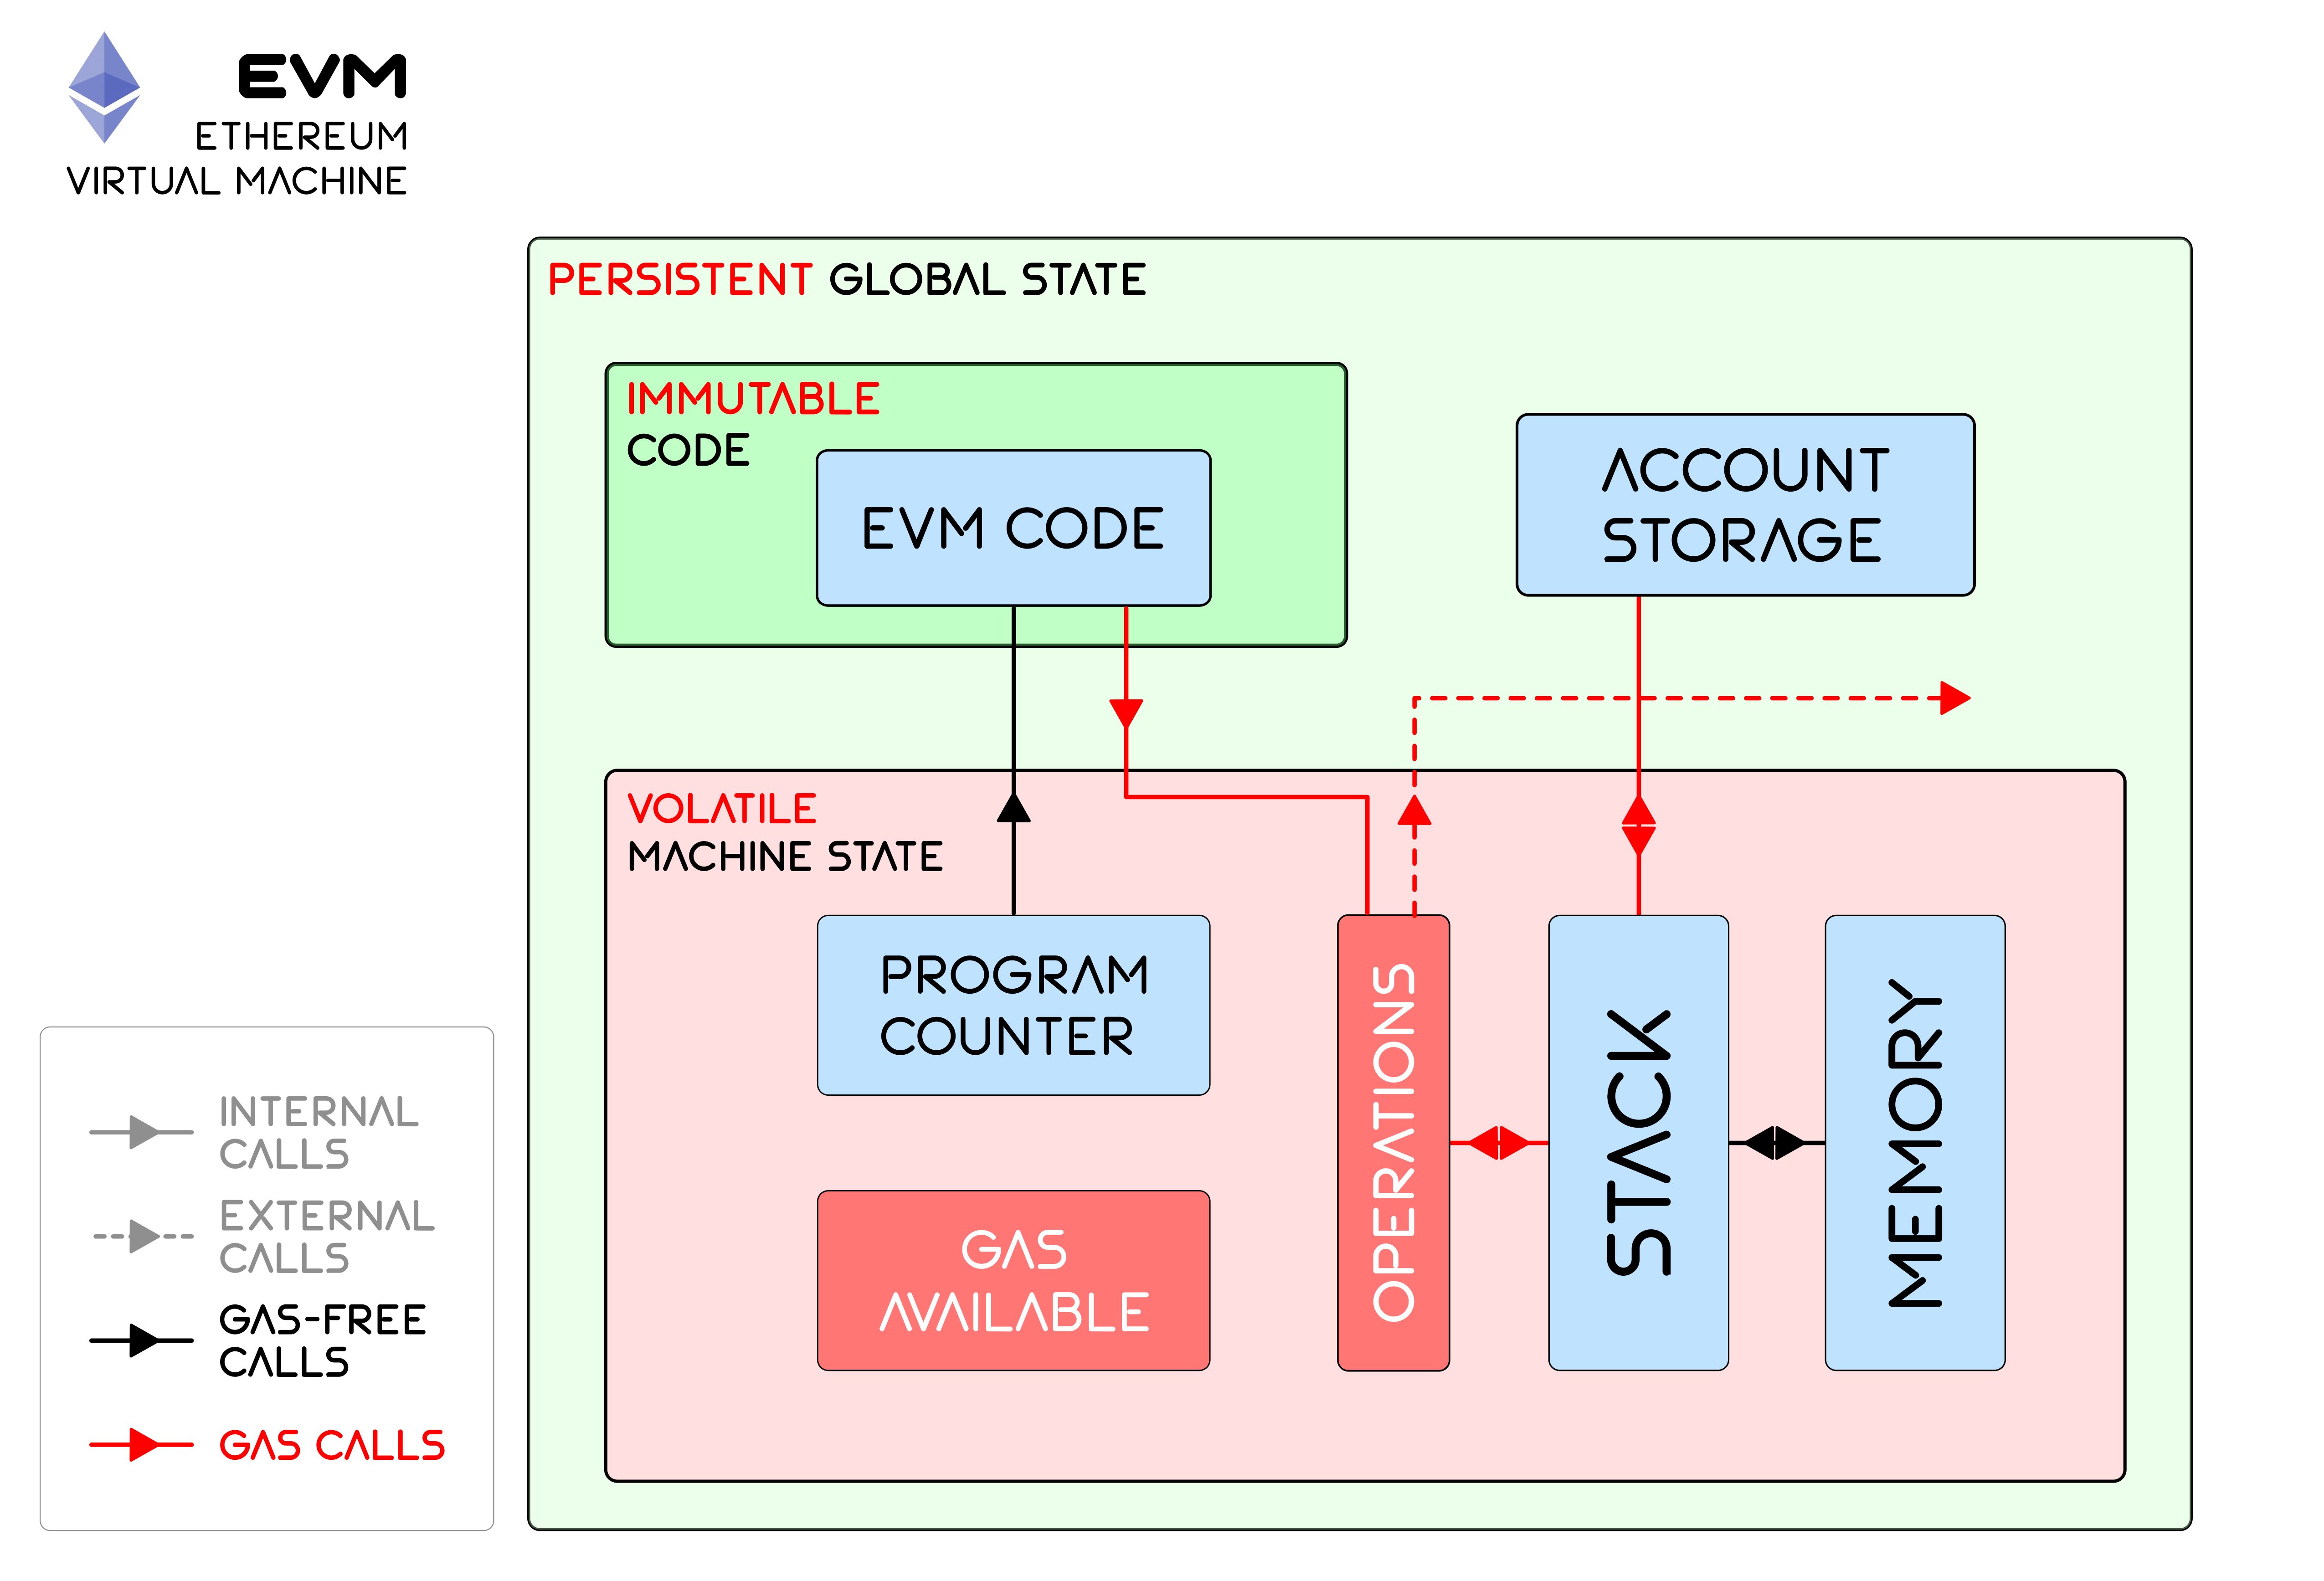 EVM
ETHEREUM
VIRTUAL MACHINE
PERSISTENT GLOBAL STATE
IMMUTABLE
CODE
EVM CODE
ACCOUNT
STORAGE
VOLATILE
MACHINE STATE
PROGRAM
COUNTER
GAS
AVAILABLE
OPERATIONS
STACK
MEMORY
INTERNAL
CALLS
EXTERNAL
CALLS
GAS-FREE
CALLS
GAS CALLS